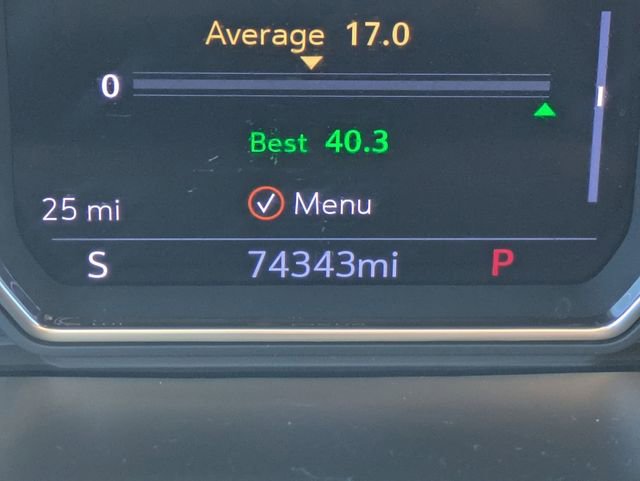 Average 17.0
0
Best 40.3
25 mi Menu
S 74343mi P